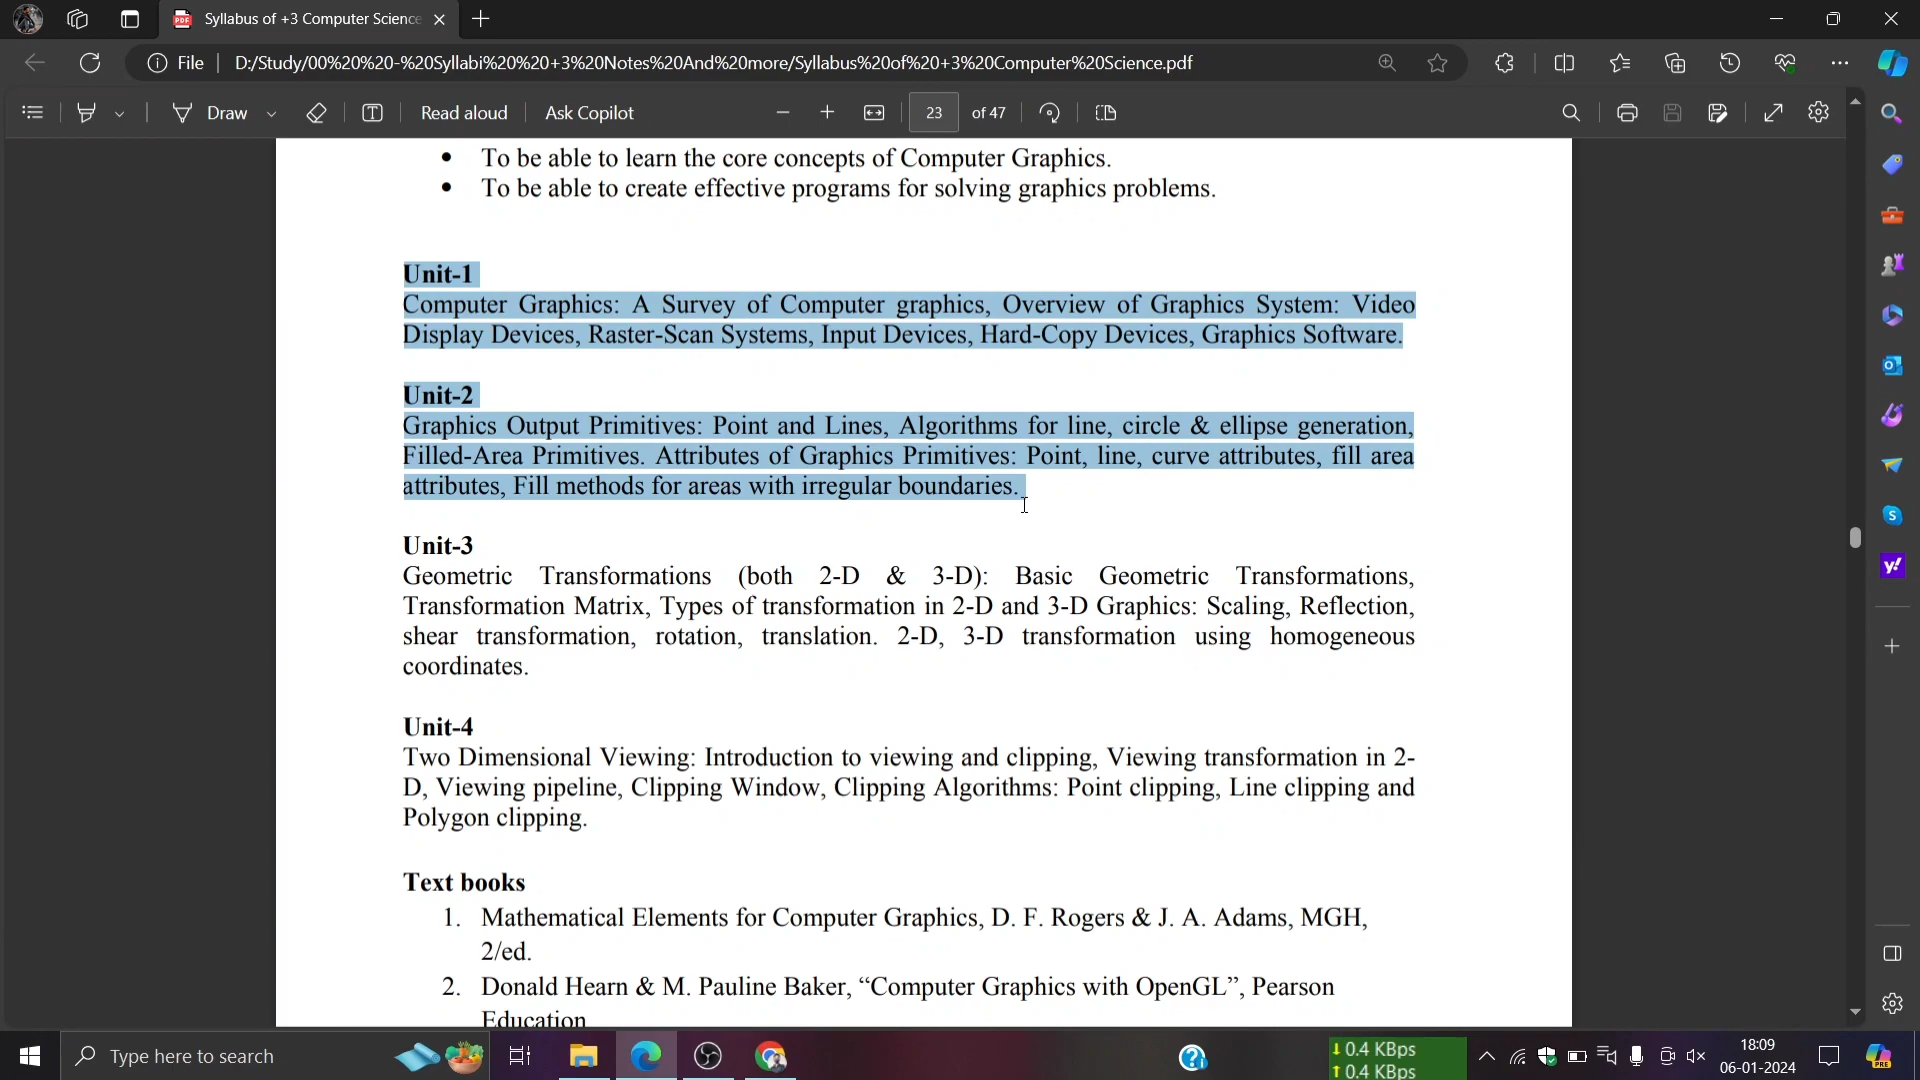 Syllabus of +3 Computer Science
File
D:/Study/00%20%20-%20Syllabi%20%20+3%20Notes%20And%20more/Syllabus%20of%20+3%20Computer%20Science.pdf
Draw
Read aloud
Ask Copilot
23
of 47
• To be able to learn the core concepts of Computer Graphics.
• To be able to create effective programs for solving graphics problems.
Unit-1
Computer Graphics: A Survey of Computer graphics, Overview of Graphics System: Video
Display Devices, Raster-Scan Systems, Input Devices, Hard-Copy Devices, Graphics Software.
Unit-2
Graphics Output Primitives: Point and Lines, Algorithms for line, circle & ellipse generation,
Filled-Area Primitives. Attributes of Graphics Primitives: Point, line, curve attributes, fill area
attributes, Fill methods for areas with irregular boundaries.
Unit-3
Geometric Transformations (both 2-D & 3-D): Basic Geometric Transformations,
Transformation Matrix, Types of transformation in 2-D and 3-D Graphics: Scaling, Reflection,
shear transformation, rotation, translation. 2-D, 3-D transformation using homogeneous
coordinates.
Unit-4
Two Dimensional Viewing: Introduction to viewing and clipping, Viewing transformation in 2-
D, Viewing pipeline, Clipping Window, Clipping Algorithms: Point clipping, Line clipping and
Polygon clipping.
Text books
1. Mathematical Elements for Computer Graphics, D. F. Rogers & J. A. Adams, MGH,
2/ed.
2. Donald Hearn & M. Pauline Baker, “Computer Graphics with OpenGL”, Pearson
Education
Type here to search
0.4 KBps
0.4 KBps
18:09
06-01-2024